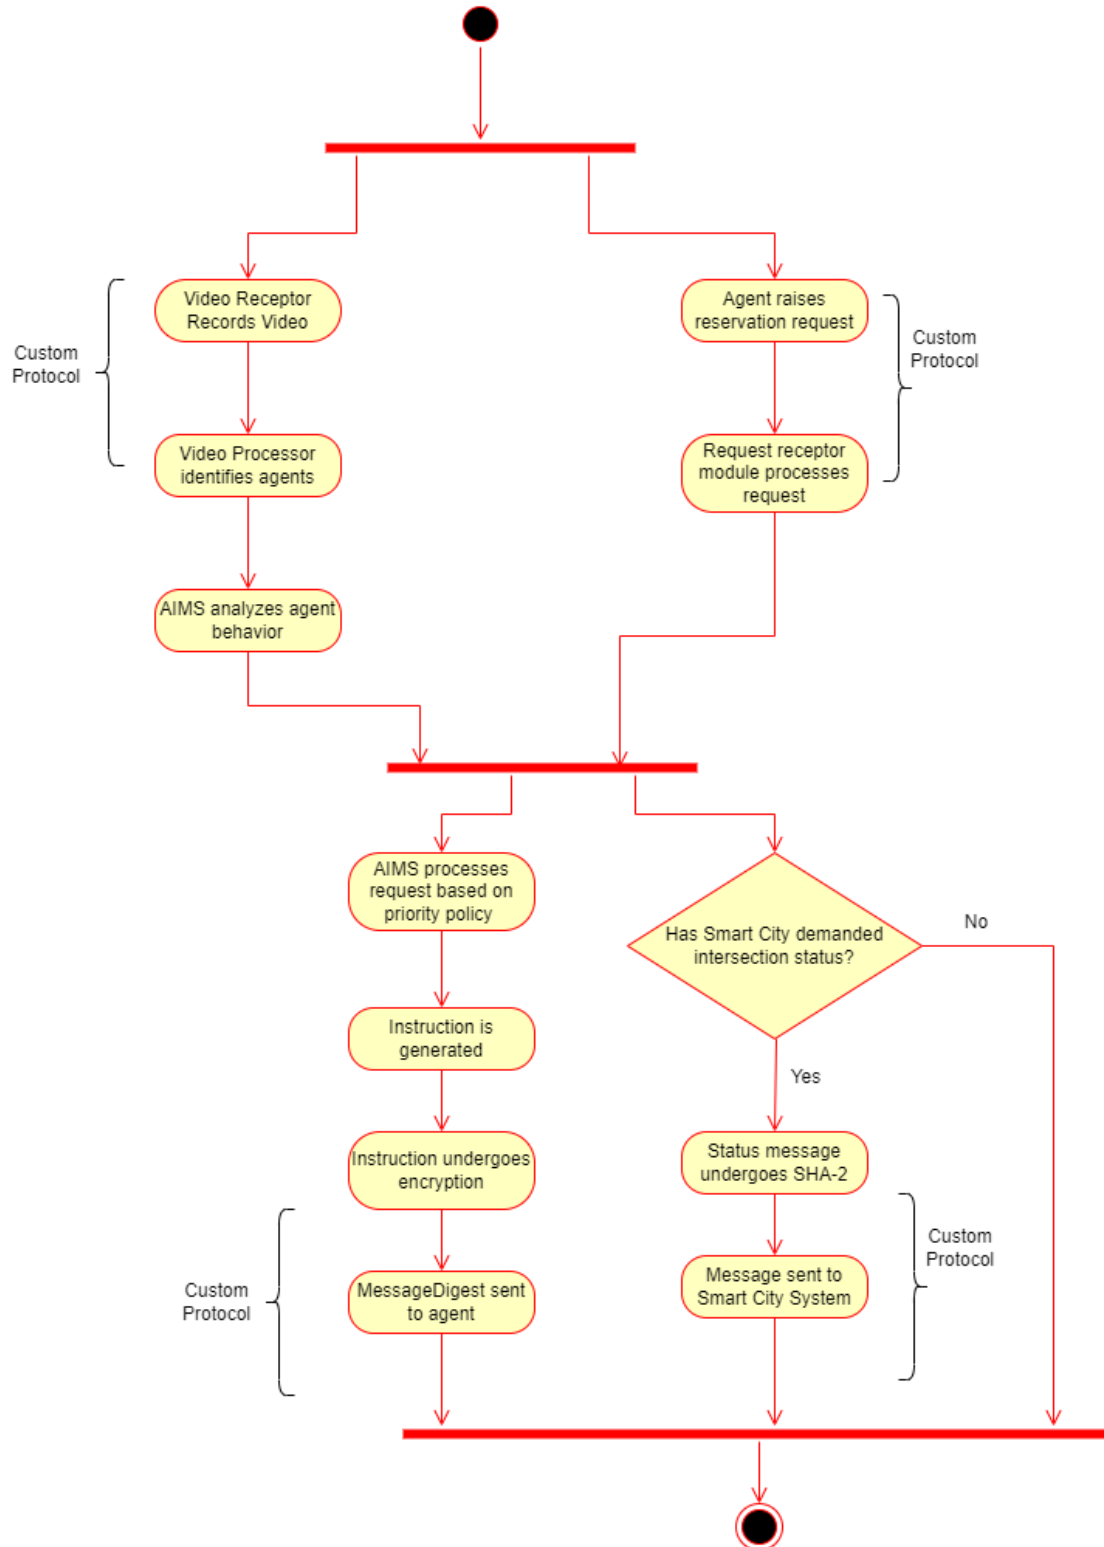 Video Receptor
Records Video
Agent raises
reservation request
Custom
Protocol
Custom
Protocol
Video Processor
identifies agents
Request receptor
module processes
request
AIMS analyzes agent
behavior
AIMS processes
request based on
priority policy
Has Smart City demanded
intersection status?
No
Instruction is
generated
Yes
Instruction undergoes
encryption
Status message
undergoes SHA-2
Custom
Protocol
MessageDigest sent
to agent
Message sent to
Smart City System
Custom
Protocol